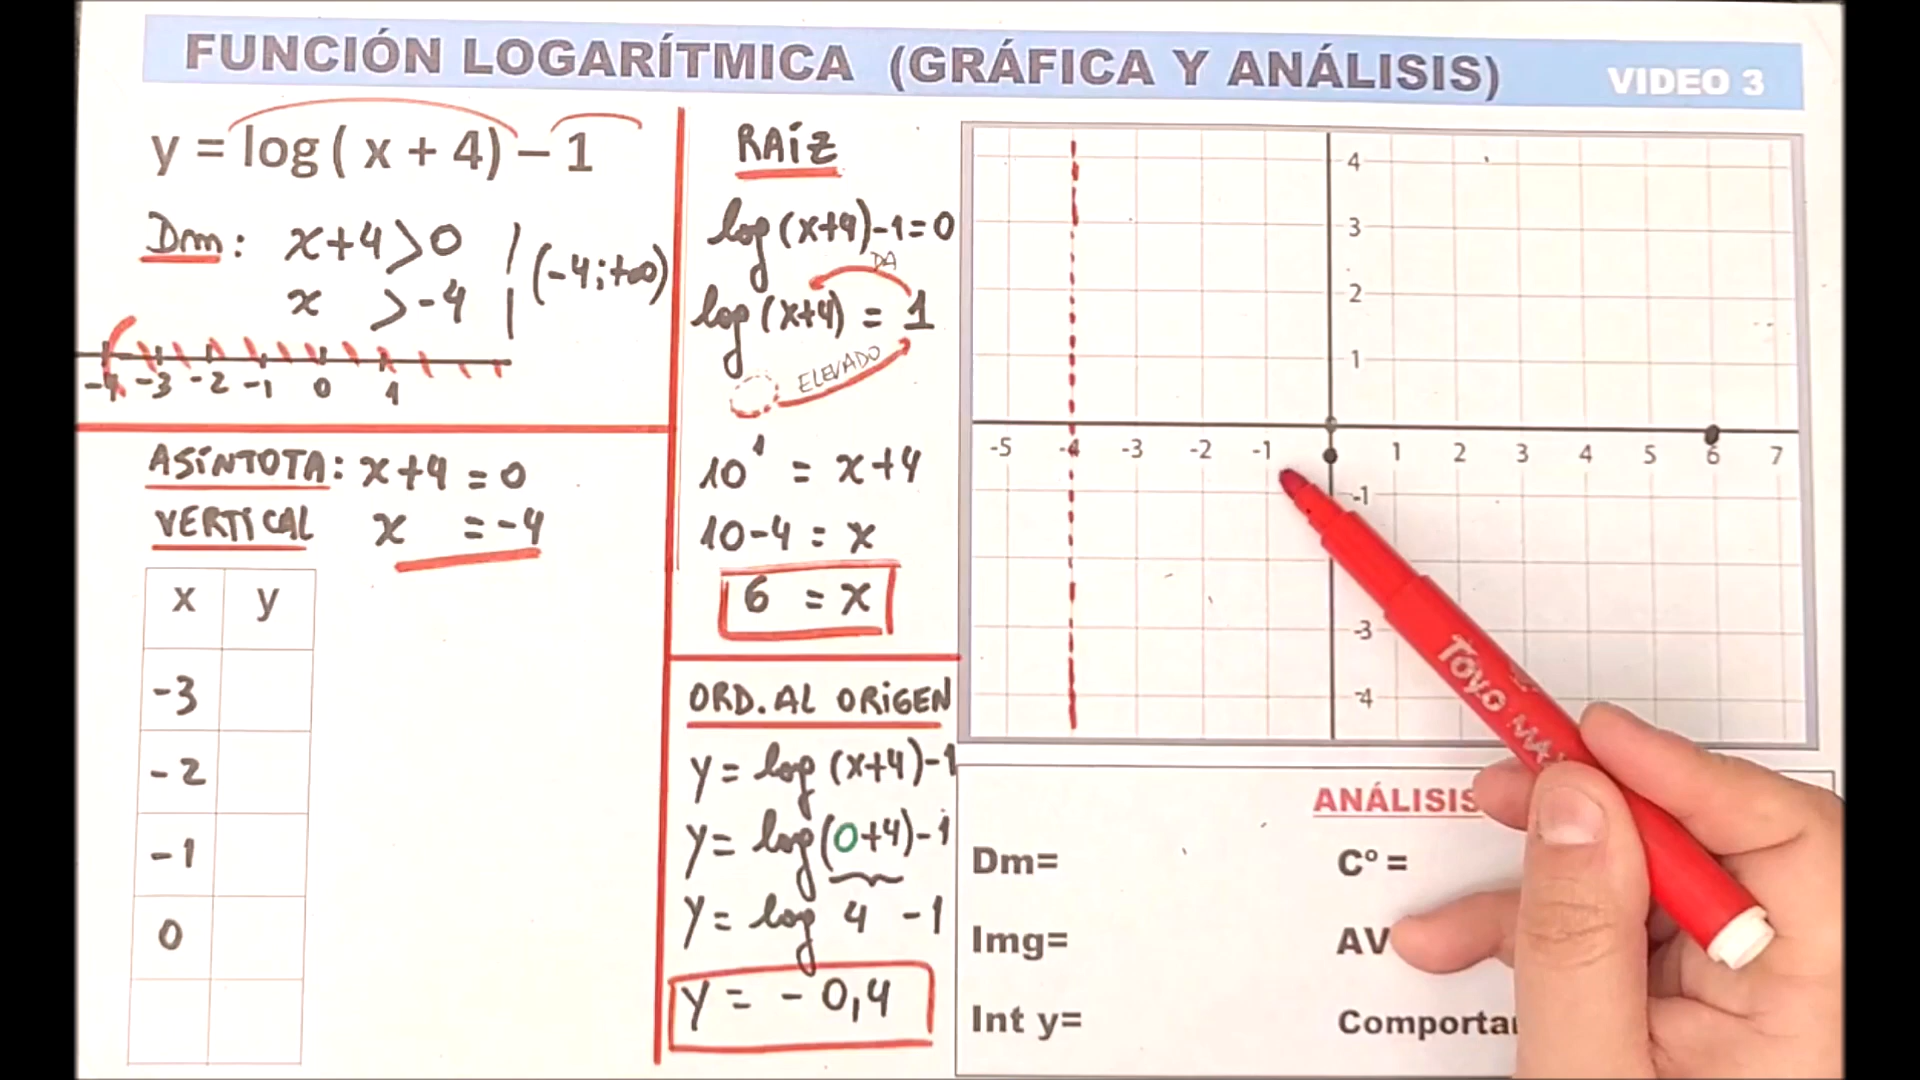 FUNCIÓN LOGARÍTMICA (GRÁFICA Y ANÁLISIS) VIDEO 3
y = log ( x + 4) – 1
Dm: x+4>0
x >-4
(-4;+∞)
-4 -3 -2 -1 0 1
ASÍNTOTA: x+4 = 0
VERTICAL x = -4
x y
-3
-2
-1
0
RAÍZ
log(x+4)-1=0
DA
log(x+4) = 1
ELEVADO
10¹ = x+4
10-4 = x
6 = x
ORD. AL ORIGEN
y = log (x+4)-1
y = log(0+4)-1
y = log 4 -1
y = - 0,4
4
3
2
1
-5 -4 -3 -2 -1 1 2 3 4 5 6 7
-1
-3
-4
TOYO
ANÁLISIS
Dm= Cº =
Img= AV
Int y= Comporta